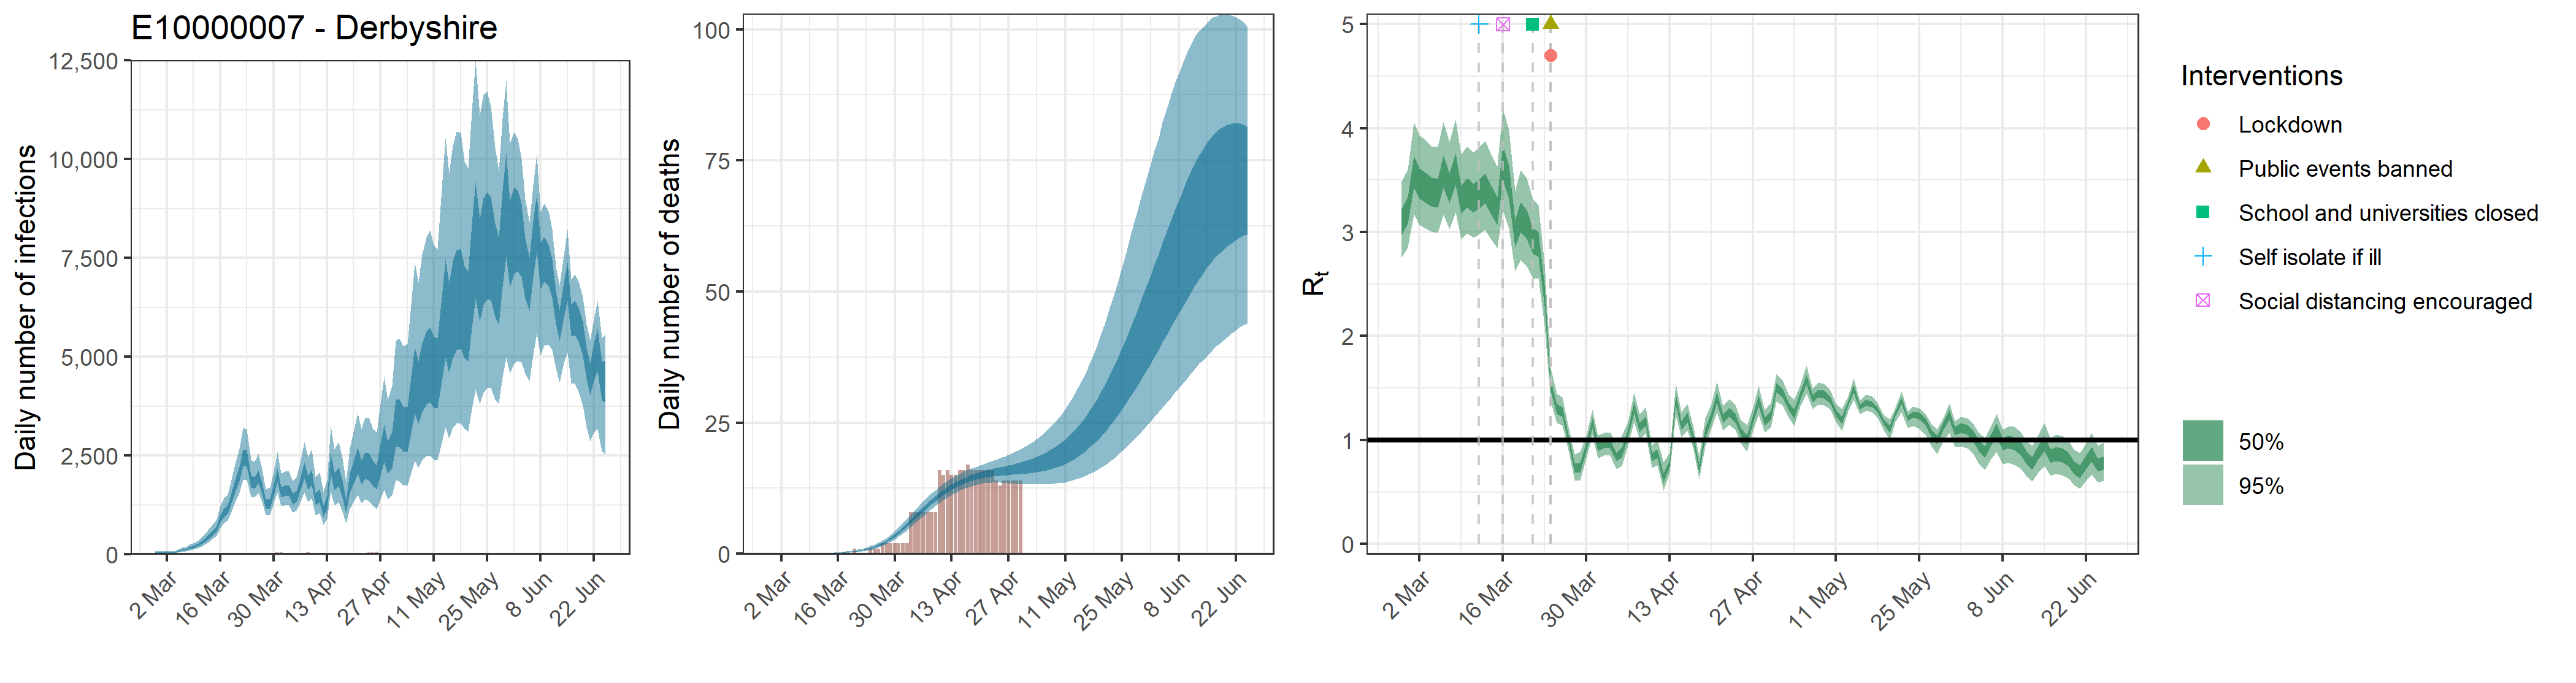 E10000007 - Derbyshire
Daily number of infections
12,500
10,000
7,500
5,000
2,500
0
2 Mar
16 Mar
30 Mar
13 Apr
27 Apr
11 May
25 May
8 Jun
22 Jun
Daily number of deaths
100
75
50
25
0
2 Mar
16 Mar
30 Mar
13 Apr
27 Apr
11 May
25 May
8 Jun
22 Jun
Rt
5
4
3
2
1
0
2 Mar
16 Mar
30 Mar
13 Apr
27 Apr
11 May
25 May
8 Jun
22 Jun
Interventions
Lockdown
Public events banned
School and universities closed
Self isolate if ill
Social distancing encouraged
50%
95%